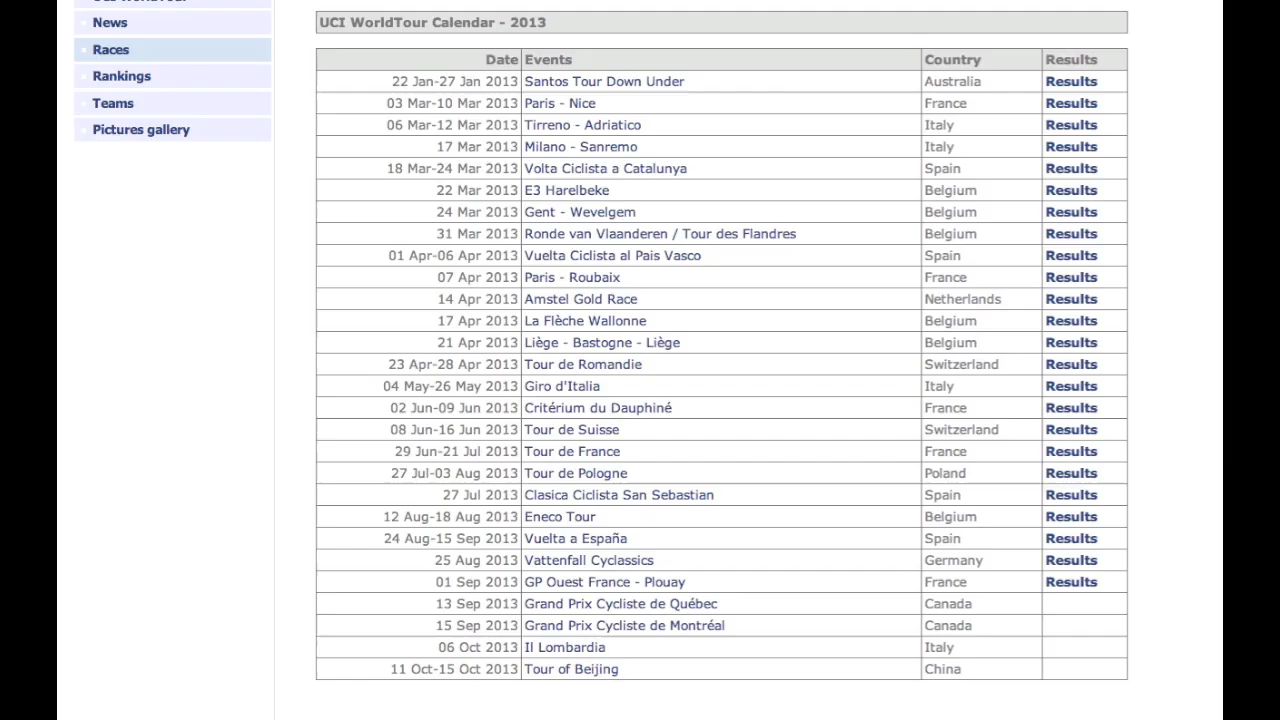 News
Races
Rankings
Teams
Pictures gallery
UCI WorldTour Calendar - 2013
Date Events Country Results
22 Jan-27 Jan 2013 Santos Tour Down Under Australia Results
03 Mar-10 Mar 2013 Paris - Nice France Results
06 Mar-12 Mar 2013 Tirreno - Adriatico Italy Results
17 Mar 2013 Milano - Sanremo Italy Results
18 Mar-24 Mar 2013 Volta Ciclista a Catalunya Spain Results
22 Mar 2013 E3 Harelbeke Belgium Results
24 Mar 2013 Gent - Wevelgem Belgium Results
31 Mar 2013 Ronde van Vlaanderen / Tour des Flandres Belgium Results
01 Apr-06 Apr 2013 Vuelta Ciclista al Pais Vasco Spain Results
07 Apr 2013 Paris - Roubaix France Results
14 Apr 2013 Amstel Gold Race Netherlands Results
17 Apr 2013 La Flèche Wallonne Belgium Results
21 Apr 2013 Liège - Bastogne - Liège Belgium Results
23 Apr-28 Apr 2013 Tour de Romandie Switzerland Results
04 May-26 May 2013 Giro d'Italia Italy Results
02 Jun-09 Jun 2013 Critérium du Dauphiné France Results
08 Jun-16 Jun 2013 Tour de Suisse Switzerland Results
29 Jun-21 Jul 2013 Tour de France France Results
27 Jul-03 Aug 2013 Tour de Pologne Poland Results
27 Jul 2013 Clasica Ciclista San Sebastian Spain Results
12 Aug-18 Aug 2013 Eneco Tour Belgium Results
24 Aug-15 Sep 2013 Vuelta a España Spain Results
25 Aug 2013 Vattenfall Cyclassics Germany Results
01 Sep 2013 GP Ouest France - Plouay France Results
13 Sep 2013 Grand Prix Cycliste de Québec Canada
15 Sep 2013 Grand Prix Cycliste de Montréal Canada
06 Oct 2013 Il Lombardia Italy
11 Oct-15 Oct 2013 Tour of Beijing China